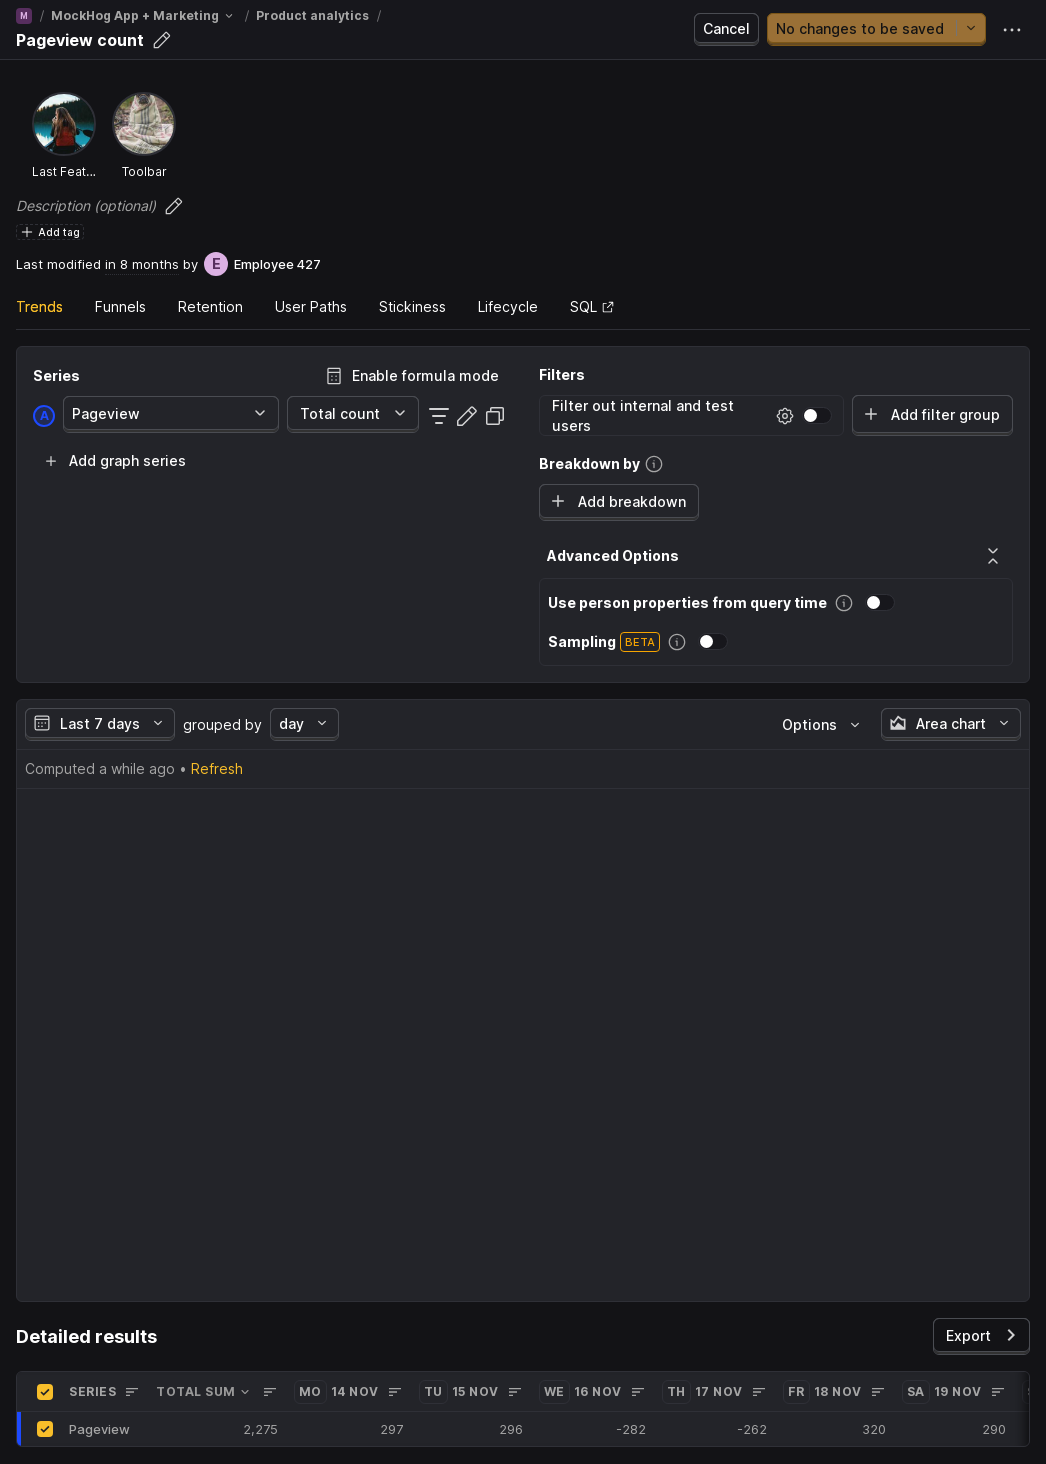 M / MockHog App + Marketing / Product analytics /
Pageview count
Cancel
No changes to be saved
Last Feat...
Toolbar
Description (optional)
Add tag
Last modified in 8 months by E Employee 427
Trends
Funnels
Retention
User Paths
Stickiness
Lifecycle
SQL
Series
Enable formula mode
A
Pageview
Total count
Add graph series
Filters
Filter out internal and test
users
Add filter group
Breakdown by
Add breakdown
Advanced Options
Use person properties from query time
Sampling BETA
Last 7 days
grouped by
day
Options
Area chart
Computed a while ago • Refresh
Detailed results
Export
SERIES TOTAL SUM MO 14 NOV TU 15 NOV WE 16 NOV TH 17 NOV FR 18 NOV SA 19 NOV
Pageview 2,275 297 296 -282 -262 320 290